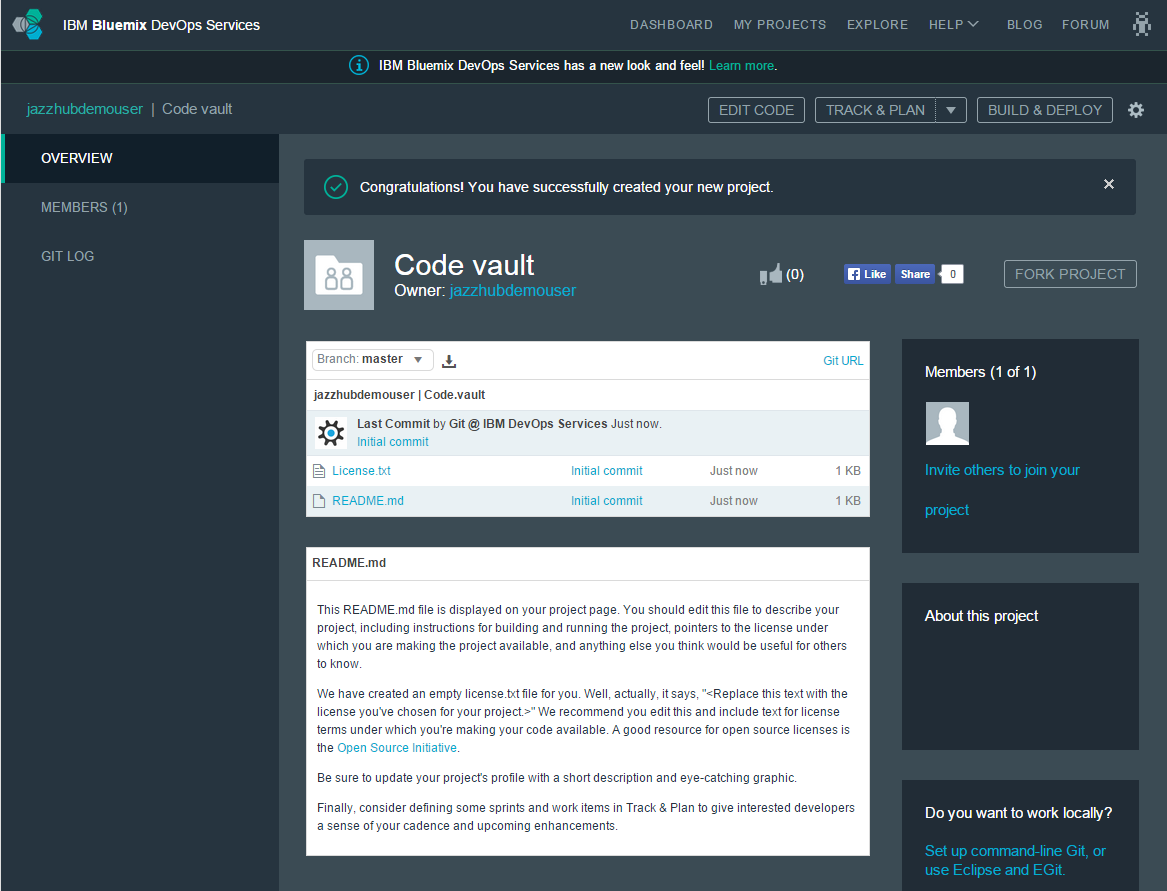 IBM Bluemix DevOps Services
DASHBOARD MY PROJECTS EXPLORE HELP BLOG FORUM
IBM Bluemix DevOps Services has a new look and feel! Learn more.
jazzhubdemouser | Code vault
EDIT CODE TRACK & PLAN BUILD & DEPLOY
OVERVIEW
MEMBERS (1)
GIT LOG
Congratulations! You have successfully created your new project.
Code vault
Owner: jazzhubdemouser
(0)
Like Share 0
FORK PROJECT
Branch: master
Git URL
jazzhubdemouser | Code.vault
Last Commit by Git @ IBM DevOps Services Just now.
Initial commit
License.txt Initial commit Just now 1 KB
README.md Initial commit Just now 1 KB
README.md
This README.md file is displayed on your project page. You should edit this file to describe your
project, including instructions for building and running the project, pointers to the license under
which you are making the project available, and anything else you think would be useful for others
to know.
We have created an empty license.txt file for you. Well, actually, it says, "<Replace this text with the
license you've chosen for your project.>" We recommend you edit this and include text for license
terms under which you're making your code available. A good resource for open source licenses is
the Open Source Initiative.
Be sure to update your project's profile with a short description and eye-catching graphic.
Finally, consider defining some sprints and work items in Track & Plan to give interested developers
a sense of your cadence and upcoming enhancements.
Members (1 of 1)
Invite others to join your
project
About this project
Do you want to work locally?
Set up command-line Git, or
use Eclipse and EGit.